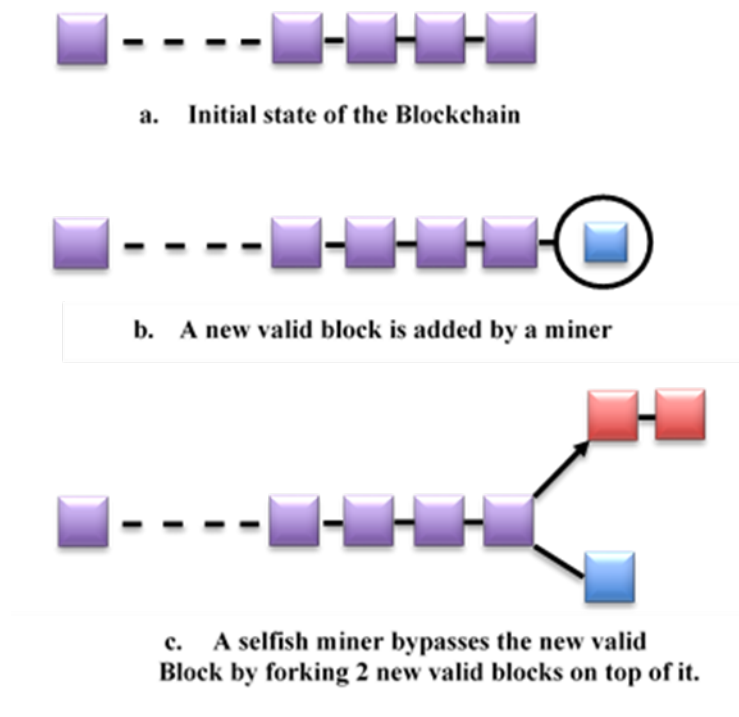 a. Initial state of the Blockchain
b. A new valid block is added by a miner
c. A selfish miner bypasses the new valid
Block by forking 2 new valid blocks on top of it.